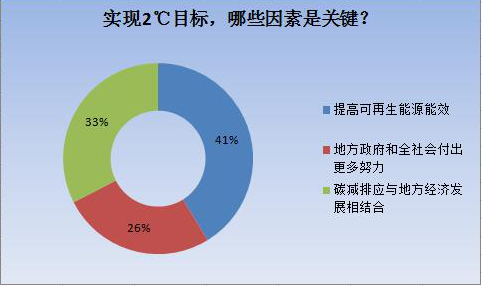 实现2℃目标，哪些因素是关键？
33%
41%
26%
提高可再生能源能效
地方政府和全社会付出
更多努力
碳减排应与地方经济发
展相结合